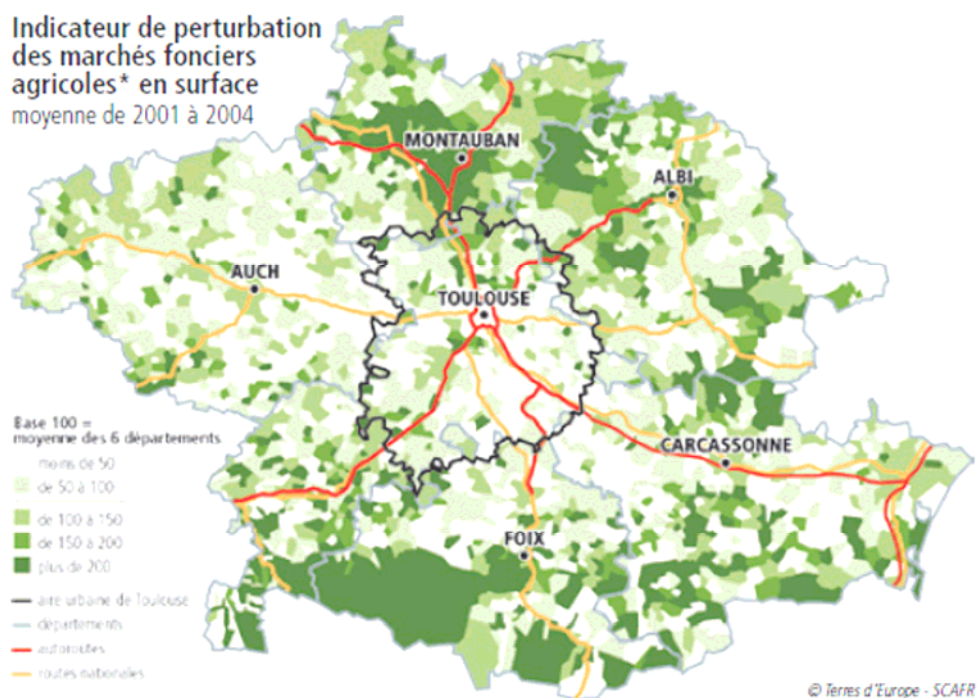 Indicateur de perturbation
des marchés fonciers
agricoles* en surface
moyenne de 2001 à 2004
MONTAUBAN
ALBI
AUCH
TOULOUSE
CARCASSONNE
FOIX
Base 100 =
moyenne des 6 départements
moins de 50
de 50 à 100
de 100 à 150
de 150 à 200
plus de 200
aire urbaine de Toulouse
départements
autoroutes
routes nationales
© Terres d'Europe - SCAFR